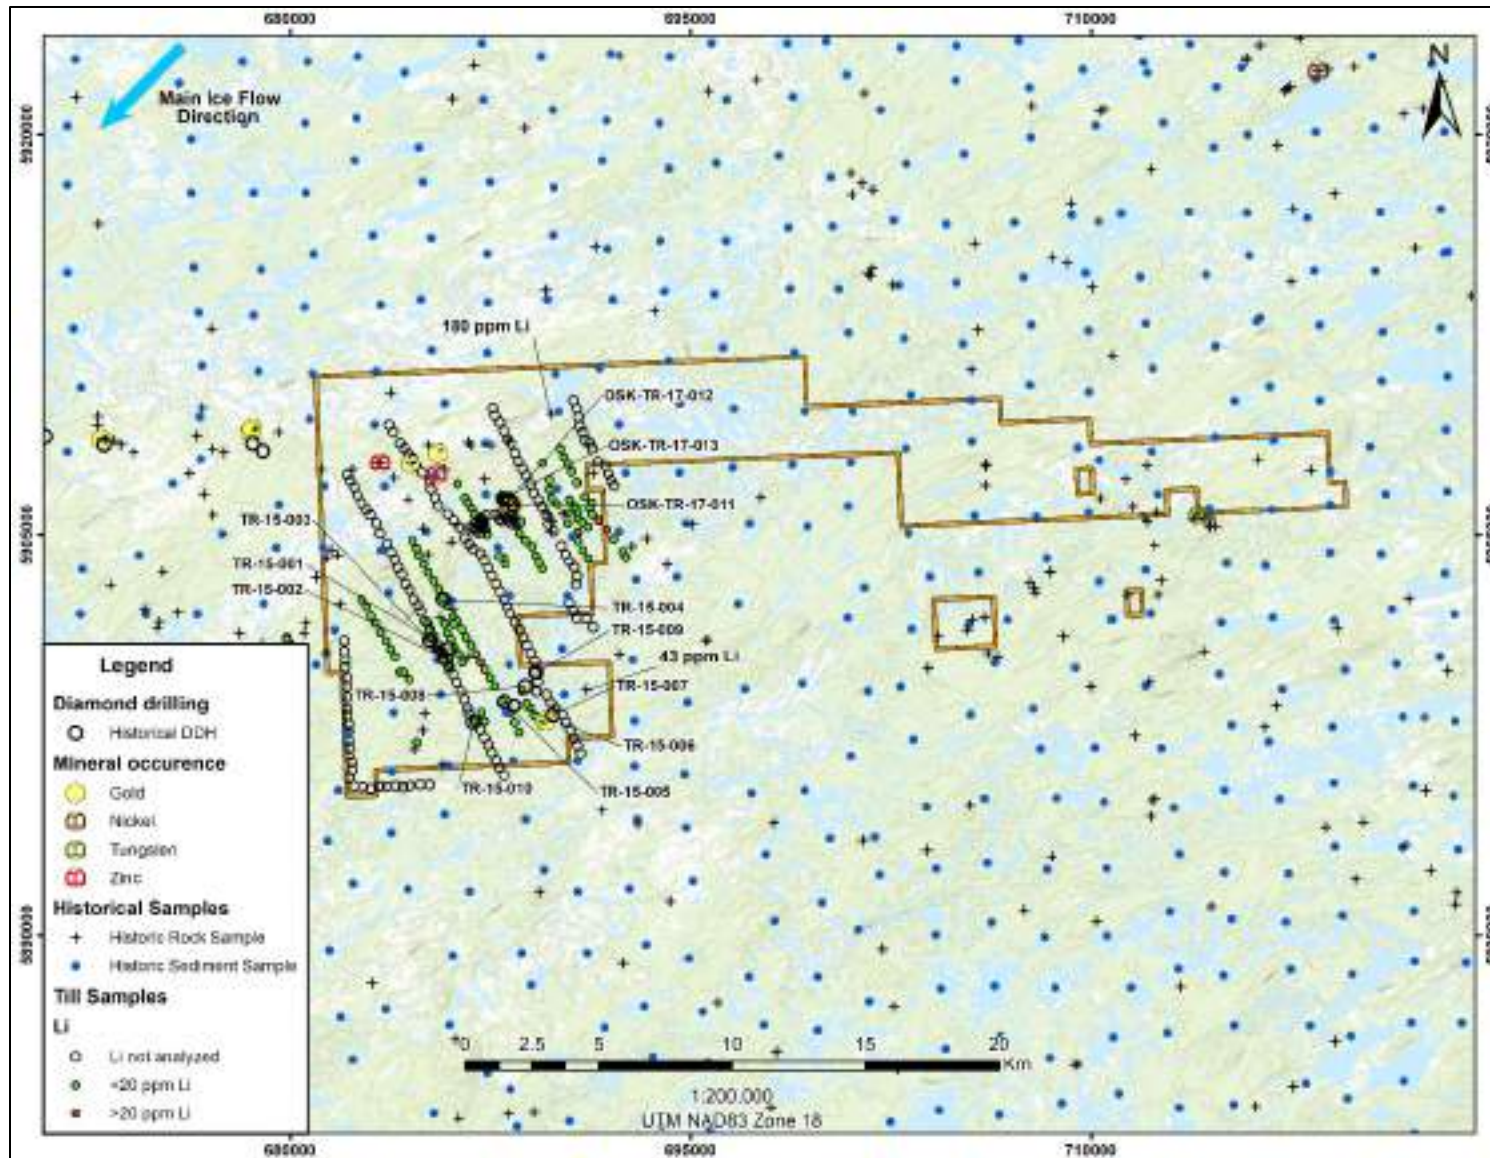 680000 695000 710000
N
Main Ice Flow
Direction
5920000
180 ppm Li
OSK-TR-17-012
OSK-TR-17-013
OSK-TR-17-011
5905000
TR-15-003
TR-15-001
TR-15-002
TR-15-004
TR-15-009
43 ppm Li
TR-15-008
TR-15-007
TR-15-006
TR-15-010
TR-15-005
Legend
Diamond drilling
Historical DDH
Mineral occurence
Gold
Nickel
Tungsten
Zinc
Historical Samples
Historic Rock Sample
Historic Sediment Sample
Till Samples
Li
Li not analyzed
<20 ppm Li
>20 ppm Li
5890000
0 2.5 5 10 15 20
Km
1:200.000
UTM NAD83 Zone 18
680000 695000 710000